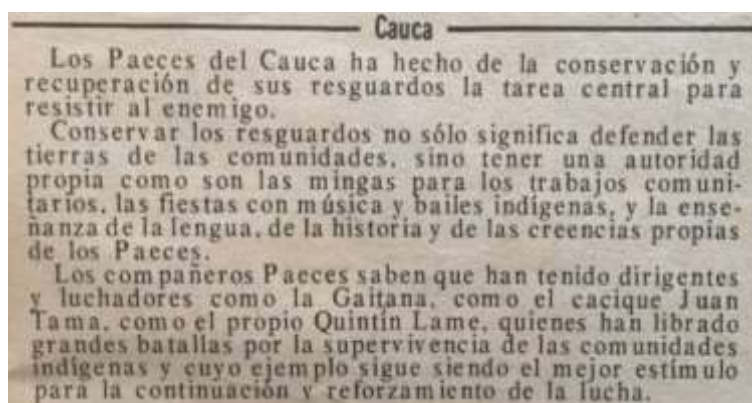 Cauca
Los Paeces del Cauca ha hecho de la conservación y
recuperación de sus resguardos la tarea central para
resistir al enemigo.
Conservar los resguardos no sólo significa defender las
tierras de las comunidades, sino tener una autoridad
propia como son las mingas para los trabajos comuni-
tarios, las fiestas con música y bailes indígenas, y la ense-
ñanza de la lengua, de la historia y de las creencias propias
de los Paeces.
Los compañeros Paeces saben que han tenido dirigentes
y luchadores como la Gaitana, como el cacique Juan
Tama, como el propio Quintín Lame, quienes han librado
grandes batallas por la supervivencia de las comunidades
indígenas y cuyo ejemplo sigue siendo el mejor estímulo
para la continuación y reforzamiento de la lucha.